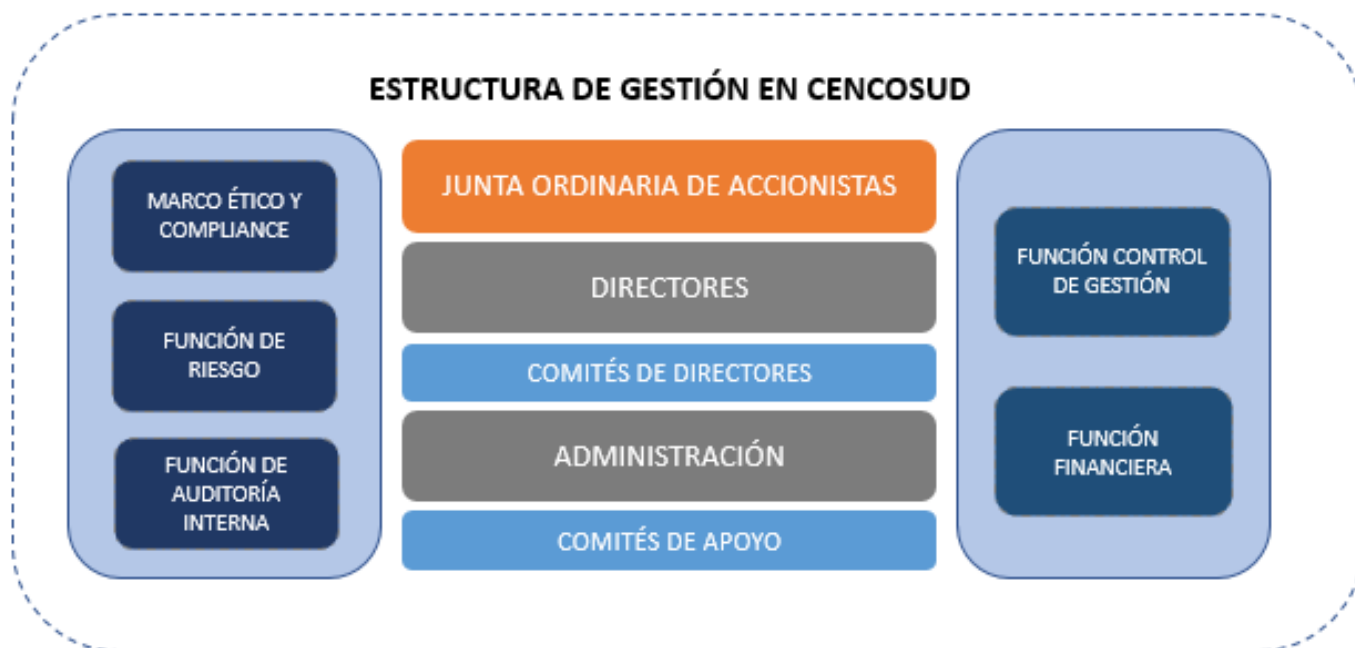 ESTRUCTURA DE GESTIÓN EN CENCOSUD
MARCO ÉTICO Y
COMPLIANCE
FUNCIÓN DE
RIESGO
FUNCIÓN DE
AUDITORÍA
INTERNA
JUNTA ORDINARIA DE ACCIONISTAS
DIRECTORES
COMITÉS DE DIRECTORES
ADMINISTRACIÓN
COMITÉS DE APOYO
FUNCIÓN CONTROL
DE GESTIÓN
FUNCIÓN
FINANCIERA